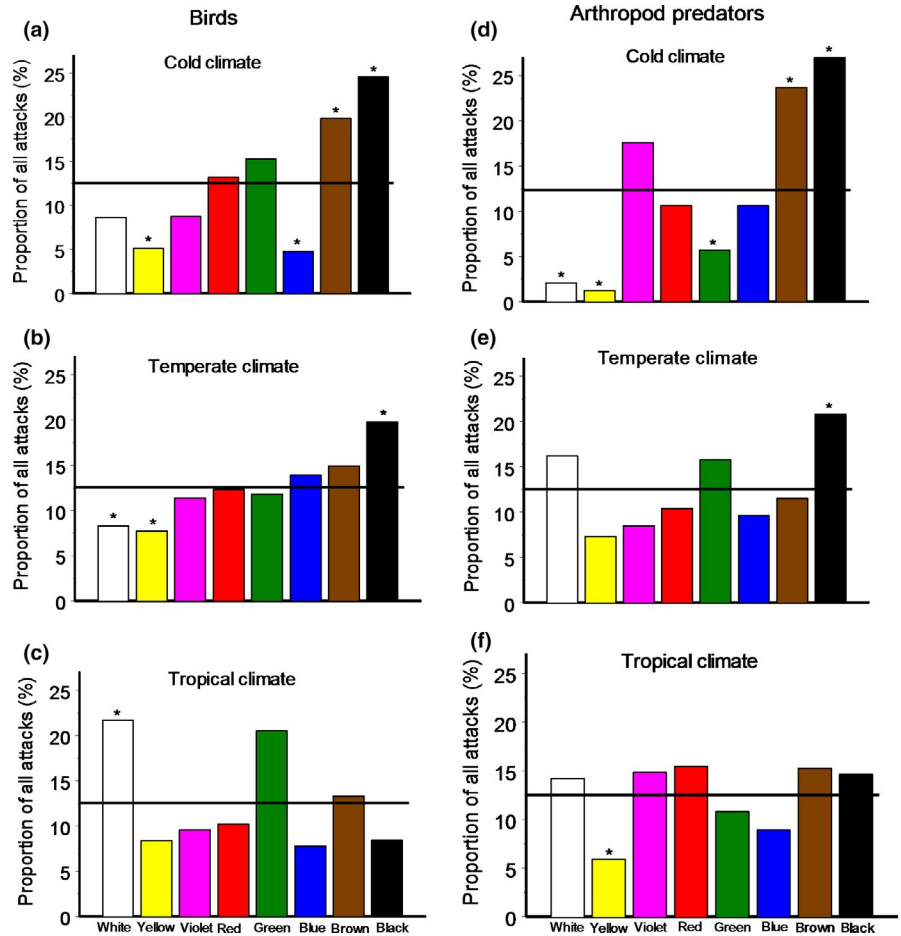 Birds
Arthropod predators
(a)
Cold climate
Proportion of all attacks (%)
25
20
15
10
5
0
*
*
*
*
(d)
Cold climate
Proportion of all attacks (%)
25
20
15
10
5
0
*
*
*
*
*
(b)
Temperate climate
Proportion of all attacks (%)
25
20
15
10
5
0
*
*
*
(e)
Temperate climate
Proportion of all attacks (%)
25
20
15
10
5
0
*
(c)
Tropical climate
Proportion of all attacks (%)
25
20
15
10
5
0
*
White Yellow Violet Red Green Blue Brown Black
(f)
Tropical climate
Proportion of all attacks (%)
25
20
15
10
5
0
*
White Yellow Violet Red Green Blue Brown Black